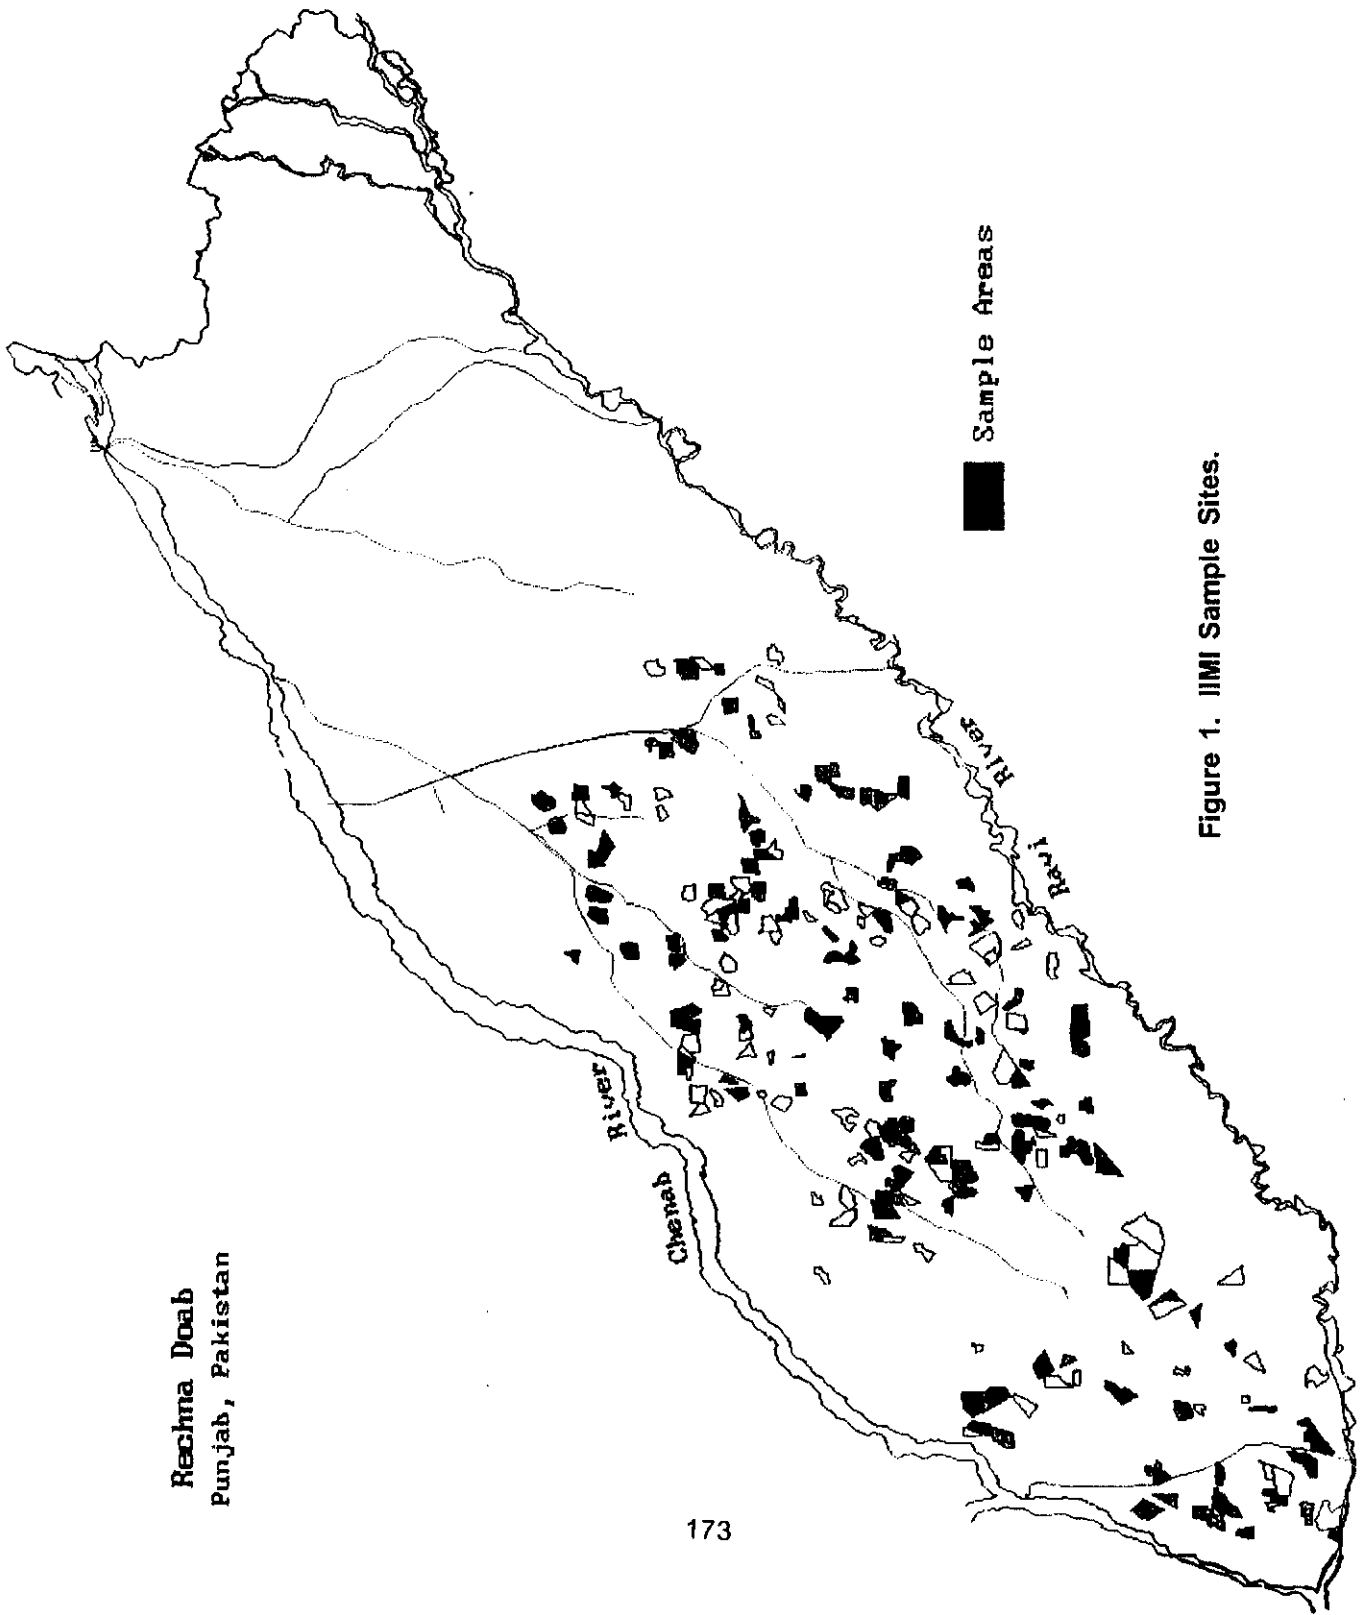 Rechna Doab
Punjab, Pakistan
Chenab River
Ravi River
Sample Areas
Figure 1. IIMI Sample Sites.
173